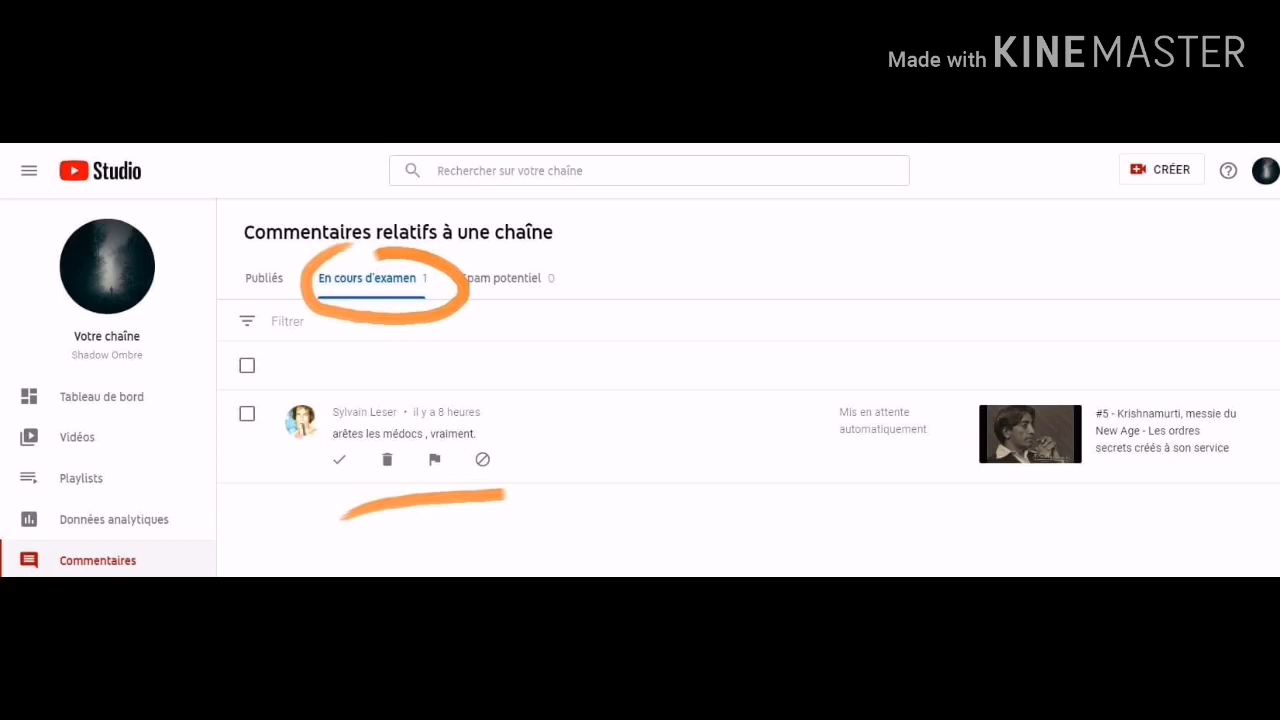 Made with KINEMASTER
Studio
Rechercher sur votre chaîne
CRÉER
?
Commentaires relatifs à une chaîne
Publiés
En cours d'examen 1
Spam potentiel 0
Filtrer
Votre chaîne
Shadow Ombre
Tableau de bord
Vidéos
Playlists
Données analytiques
Commentaires
Sylvain Leser • il y a 8 heures
arêtes les médocs , vraiment.
Mis en attente
automatiquement
#5 - Krishnamurti, messie du
New Age - Les ordres
secrets créés à son service